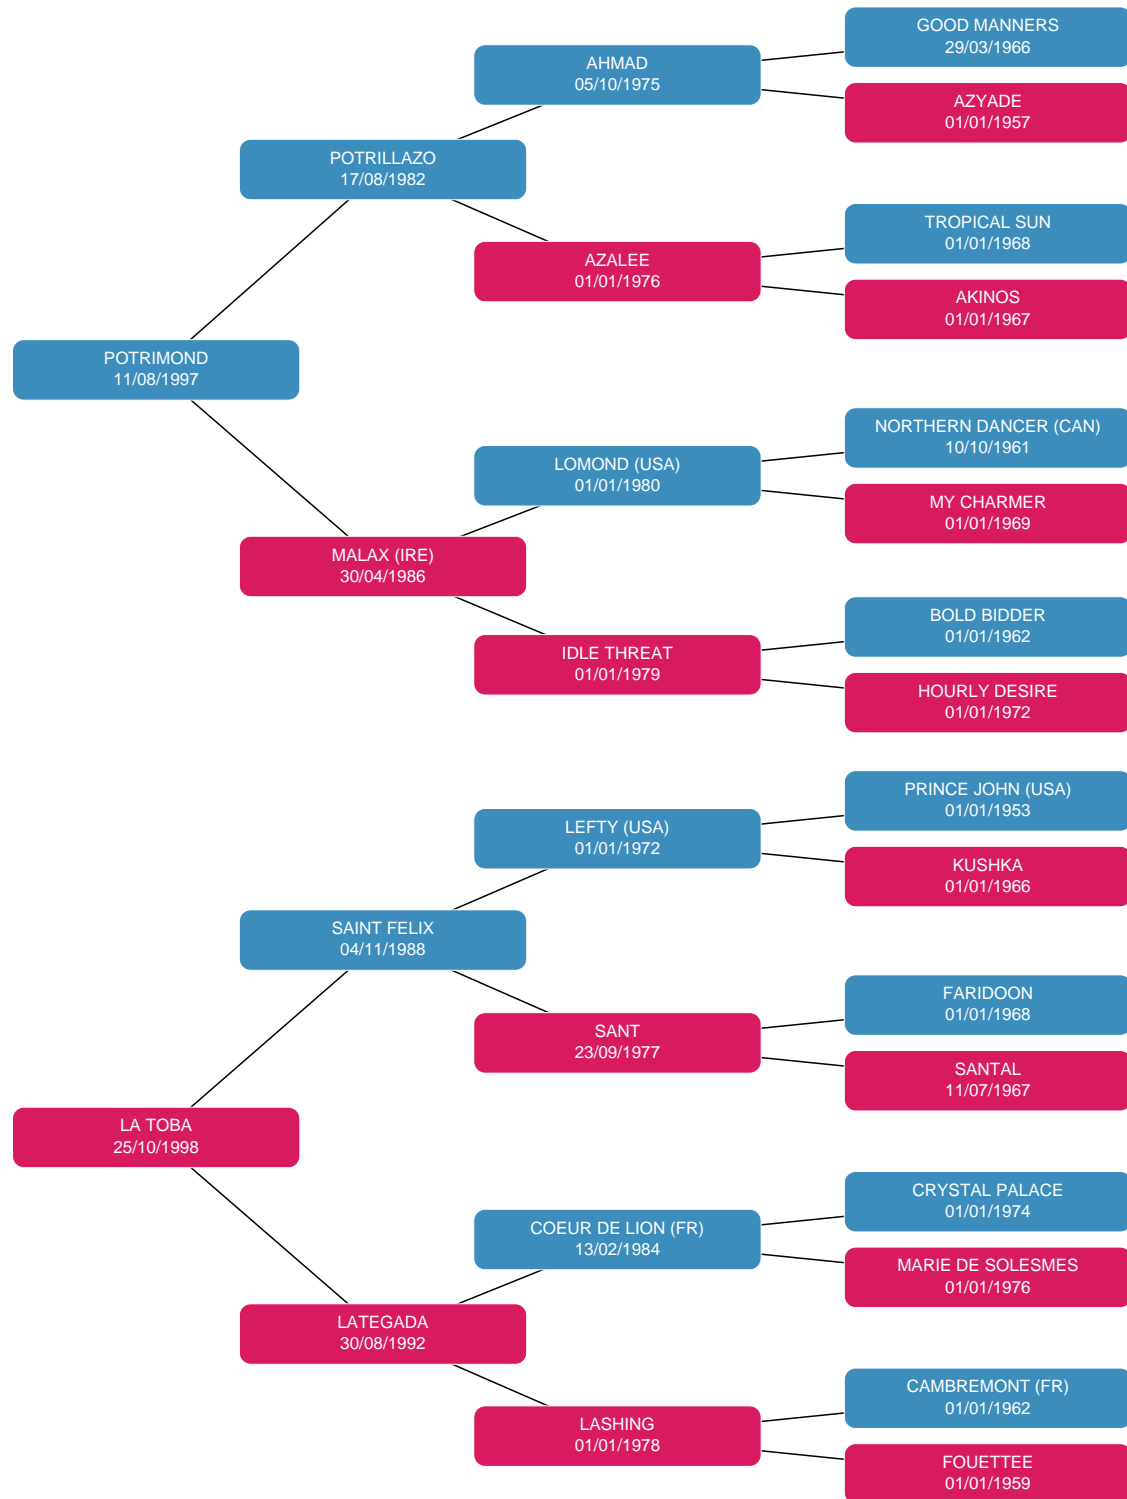 GOOD MANNERS
29/03/1966
AHMAD
05/10/1975
AZYADE
01/01/1957
POTRILLAZO
17/08/1982
TROPICAL SUN
01/01/1968
AZALEE
01/01/1976
AKINOS
01/01/1967
POTRIMOND
11/08/1997
NORTHERN DANCER (CAN)
10/10/1961
LOMOND (USA)
01/01/1980
MY CHARMER
01/01/1969
MALAX (IRE)
30/04/1986
BOLD BIDDER
01/01/1962
IDLE THREAT
01/01/1979
HOURLY DESIRE
01/01/1972
PRINCE JOHN (USA)
01/01/1953
LEFTY (USA)
01/01/1972
KUSHKA
01/01/1966
SAINT FELIX
04/11/1988
FARIDOON
01/01/1968
SANT
23/09/1977
SANTAL
11/07/1967
LA TOBA
25/10/1998
CRYSTAL PALACE
01/01/1974
COEUR DE LION (FR)
13/02/1984
MARIE DE SOLESMES
01/01/1976
LATEGADA
30/08/1992
CAMBREMONT (FR)
01/01/1962
LASHING
01/01/1978
FOUETTEE
01/01/1959